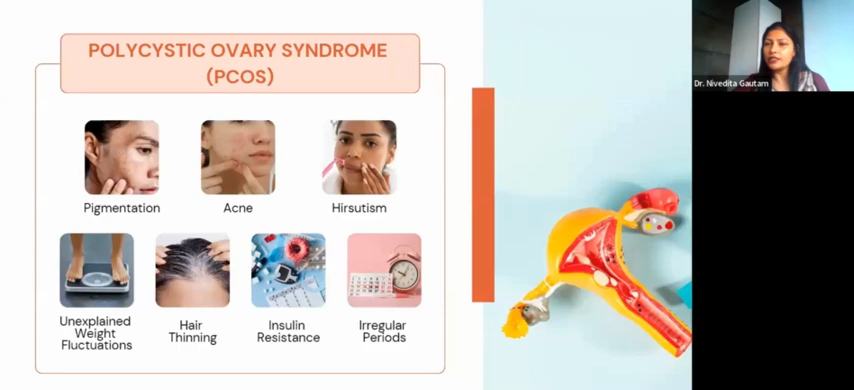 POLYCYSTIC OVARY SYNDROME
(PCOS)
Pigmentation
Acne
Hirsutism
Unexplained
Weight
Fluctuations
Hair
Thinning
Insulin
Resistance
Irregular
Periods
Dr. Nivedita Gautam